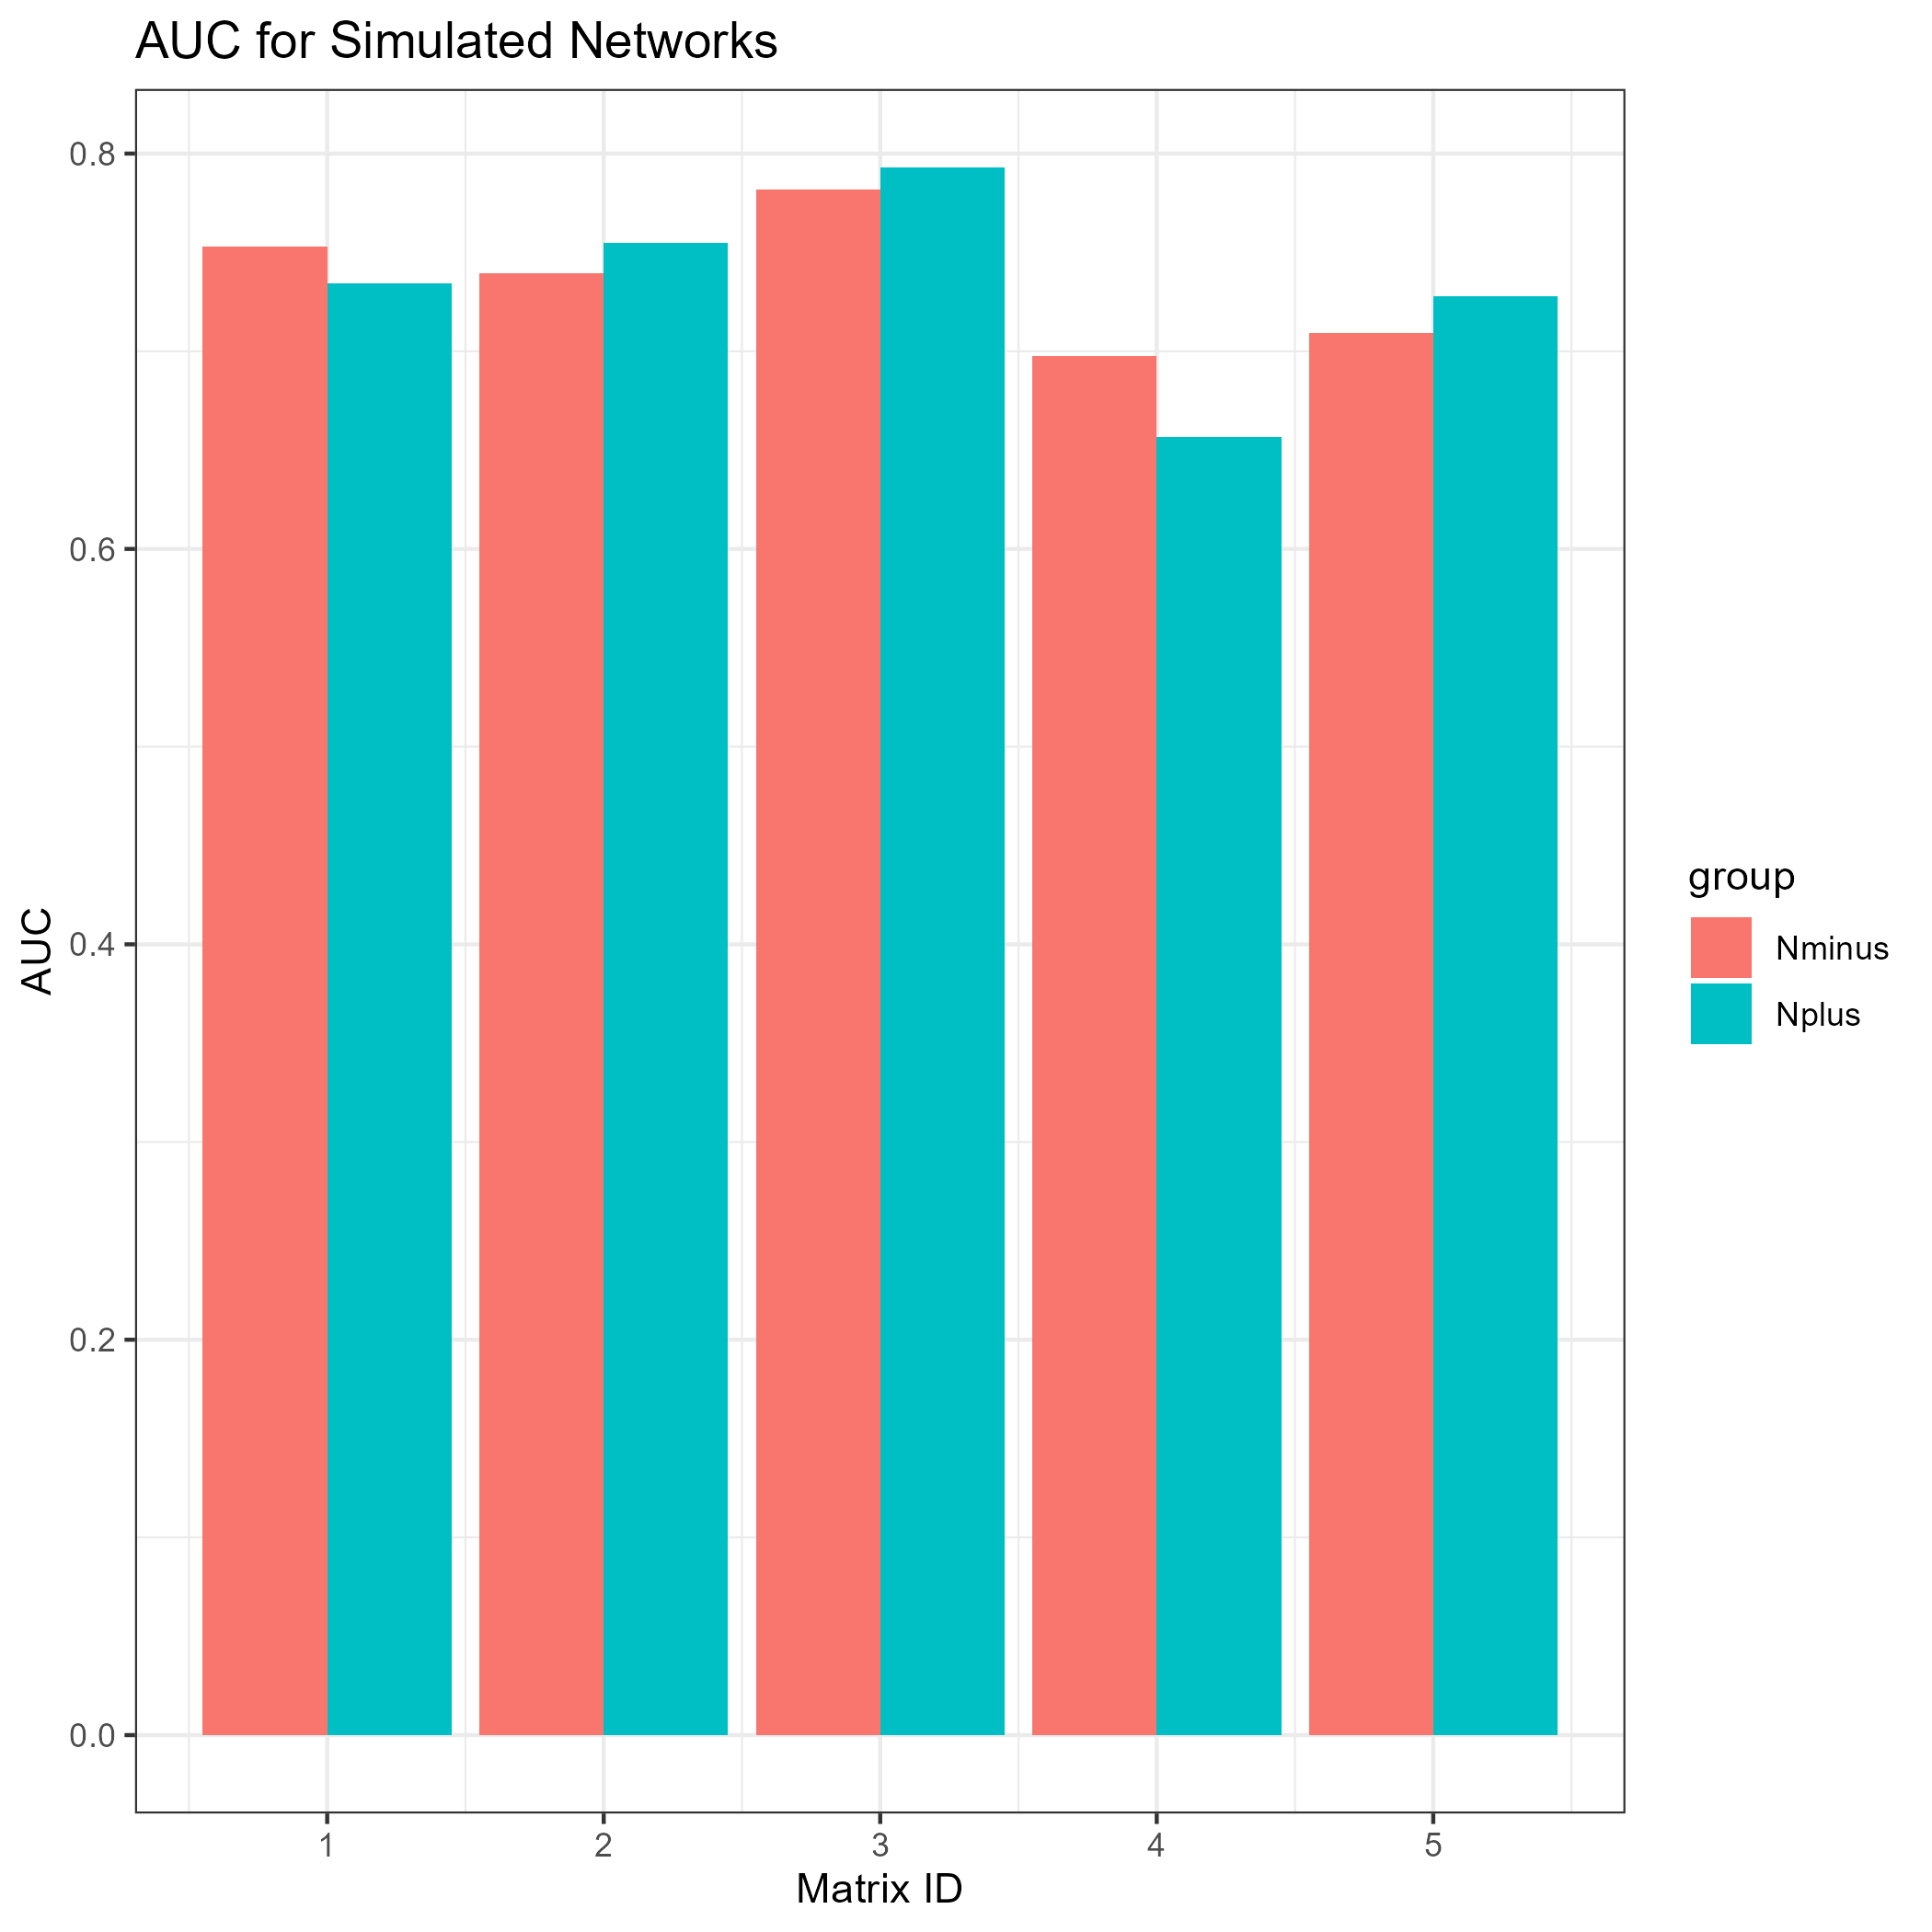 AUC for Simulated Networks
0.8
0.6
0.4
0.2
0.0
AUC
1 2 3 4 5
Matrix ID
group
Nminus
Nplus